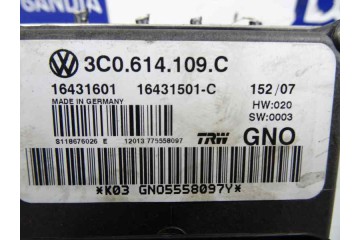 GANDIA
3C0.614.109.C
16431601 16431501-C 152/07
MADE IN GERMANY HW:020
SW:0003
S118676026 E 12013 775558097 TRW GNO
*K03 GNO5558097Y*